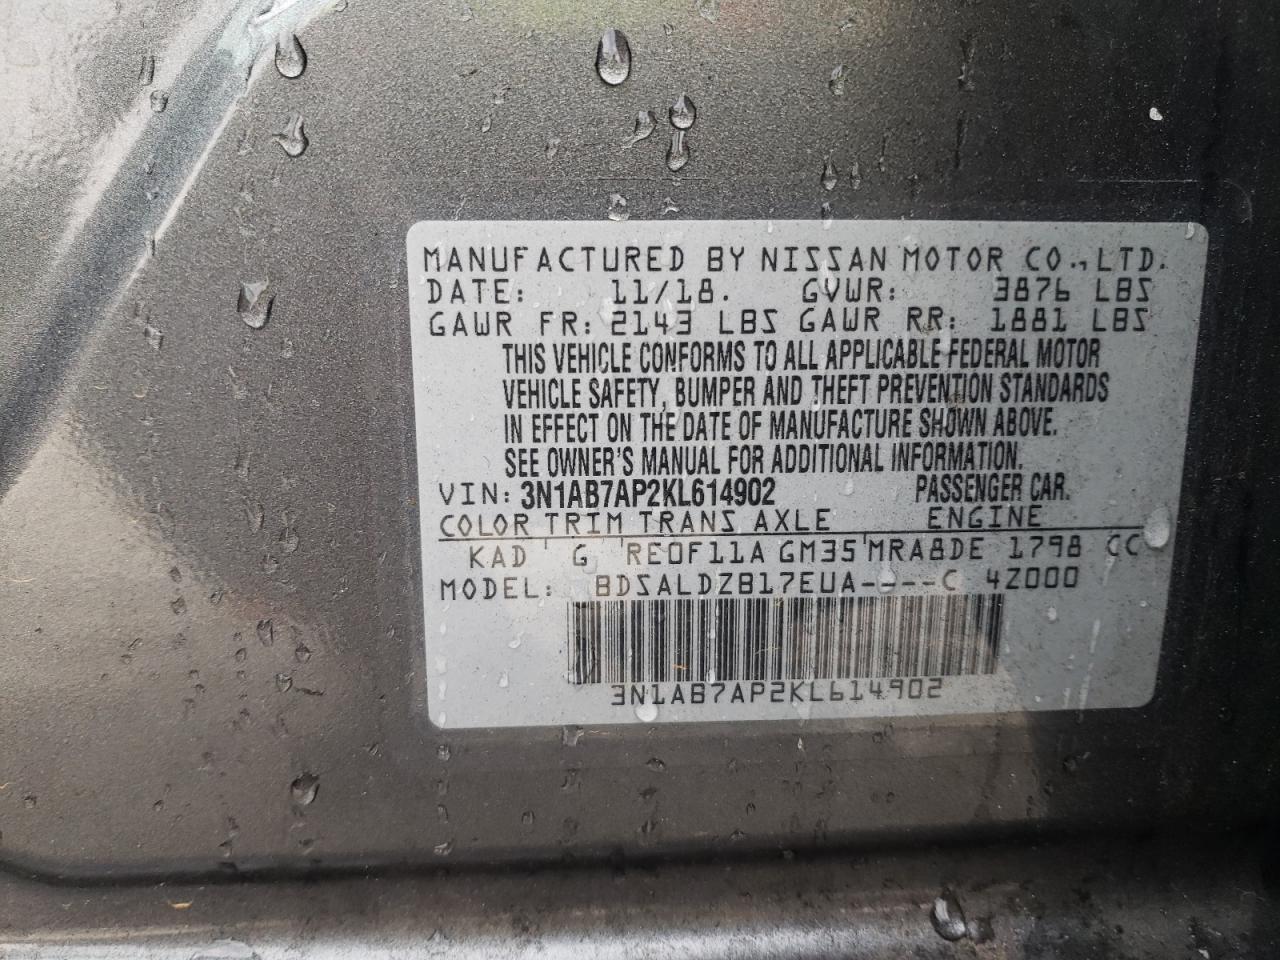 MANUFACTURED BY NISSAN MOTOR CO., LTD.
DATE: 11/18. GVWR: 3876 LBS
GAWR FR: 2143 LBS GAWR RR: 1881 LBS
THIS VEHICLE CONFORMS TO ALL APPLICABLE FEDERAL MOTOR
VEHICLE SAFETY, BUMPER AND THEFT PREVENTION STANDARDS
IN EFFECT ON THE DATE OF MANUFACTURE SHOWN ABOVE.
SEE OWNER'S MANUAL FOR ADDITIONAL INFORMATION.
VIN: 3N1AB7AP2KL614902 PASSENGER CAR.
COLOR TRIM TRANS AXLE ENGINE
KAD G RE0F11A GM35 MRA8DE 1798 CC
MODEL: BDSALDZB17EUA----C 4Z000
3N1AB7AP2KL614902